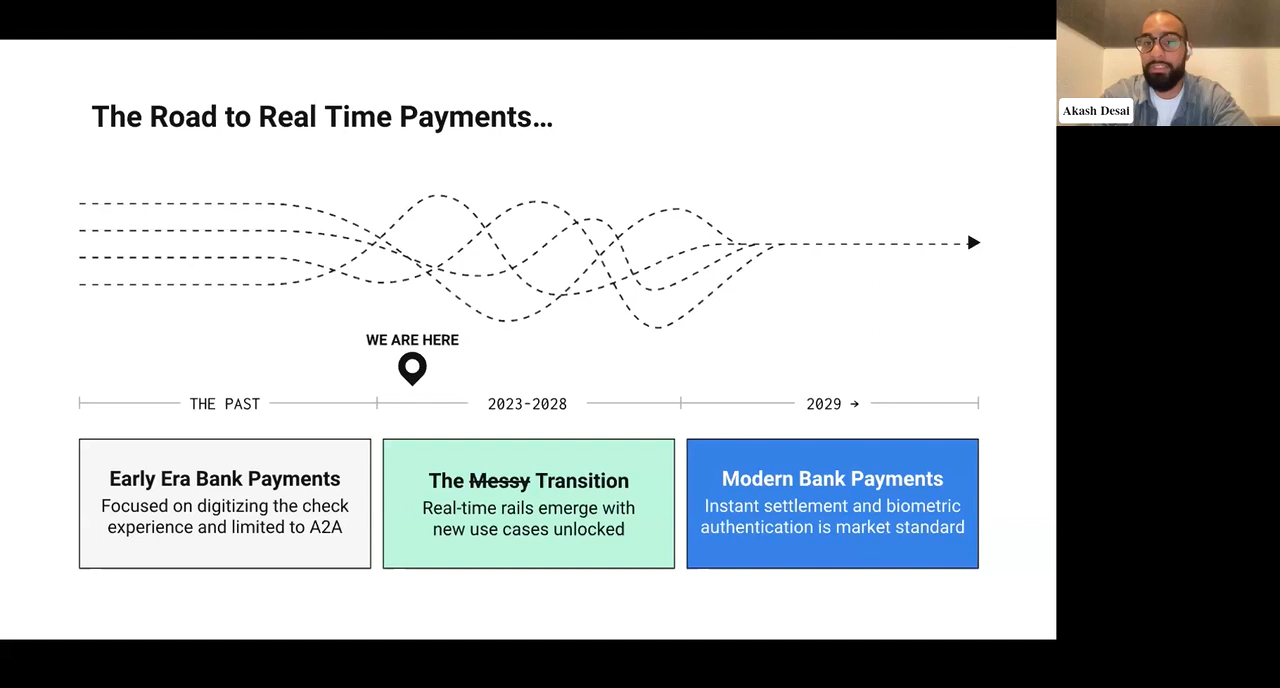 The Road to Real Time Payments...
Akash Desai
WE ARE HERE
THE PAST
2023-2028
2029 →
Early Era Bank Payments
Focused on digitizing the check
experience and limited to A2A
The Messy Transition
Real-time rails emerge with
new use cases unlocked
Modern Bank Payments
Instant settlement and biometric
authentication is market standard